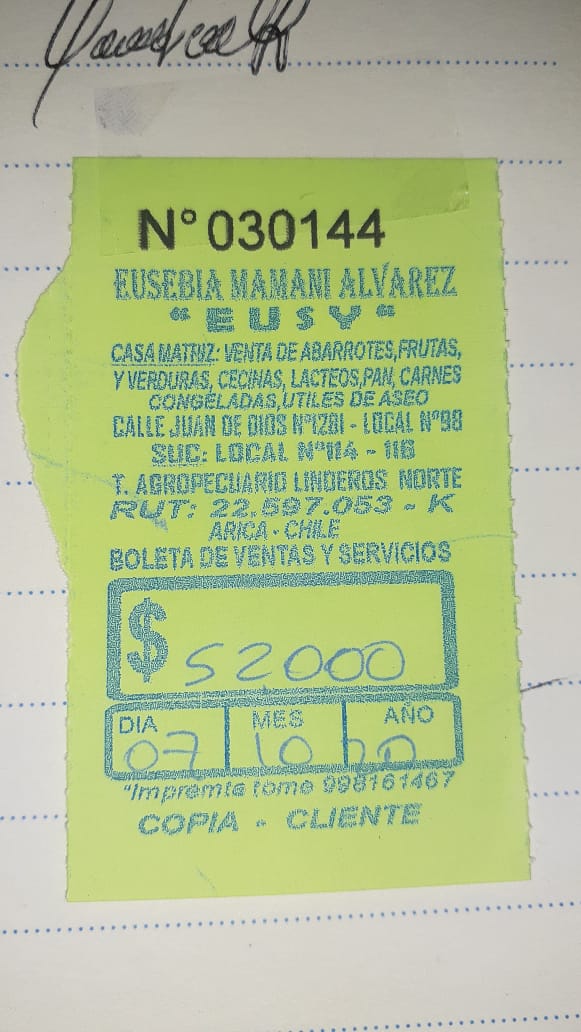 N° 030144
EUSEBIA MAMANI ALVAREZ
"EUSY"
CASA MATRIZ: VENTA DE ABARROTES, FRUTAS,
Y VERDURAS, CECINAS, LACTEOS, PAN, CARNES
CONGELADAS, UTILES DE ASEO
CALLE JUAN DE DIOS N°1281 - LOCAL N°98
SUC: LOCAL N°114 - 116
T. AGROPECUARIO LINDEROS NORTE
RUT: 22.597.053 - K
ARICA - CHILE
BOLETA DE VENTAS Y SERVICIOS
$ 52000
DIA MES AÑO
07 10 20
"Impremta tome 998161467
COPIA - CLIENTE